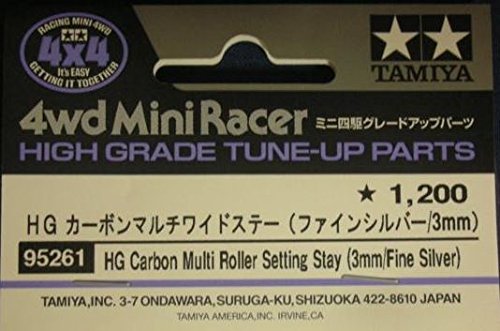 RACING MINI 4WD
4x4
It's EASY
GETTING IT TOGETHER
TAMIYA
4wd Mini Racer ミニ四駆グレードアップパーツ
HIGH GRADE TUNE-UP PARTS
★ 1,200
HG カーボンマルチワイドステー (ファインシルバー/3mm)
95261 HG Carbon Multi Roller Setting Stay (3mm/Fine Silver)
TAMIYA,INC. 3-7 ONDAWARA, SURUGA-KU, SHIZUOKA 422-8610 JAPAN
TAMIYA AMERICA, INC. IRVINE, CA